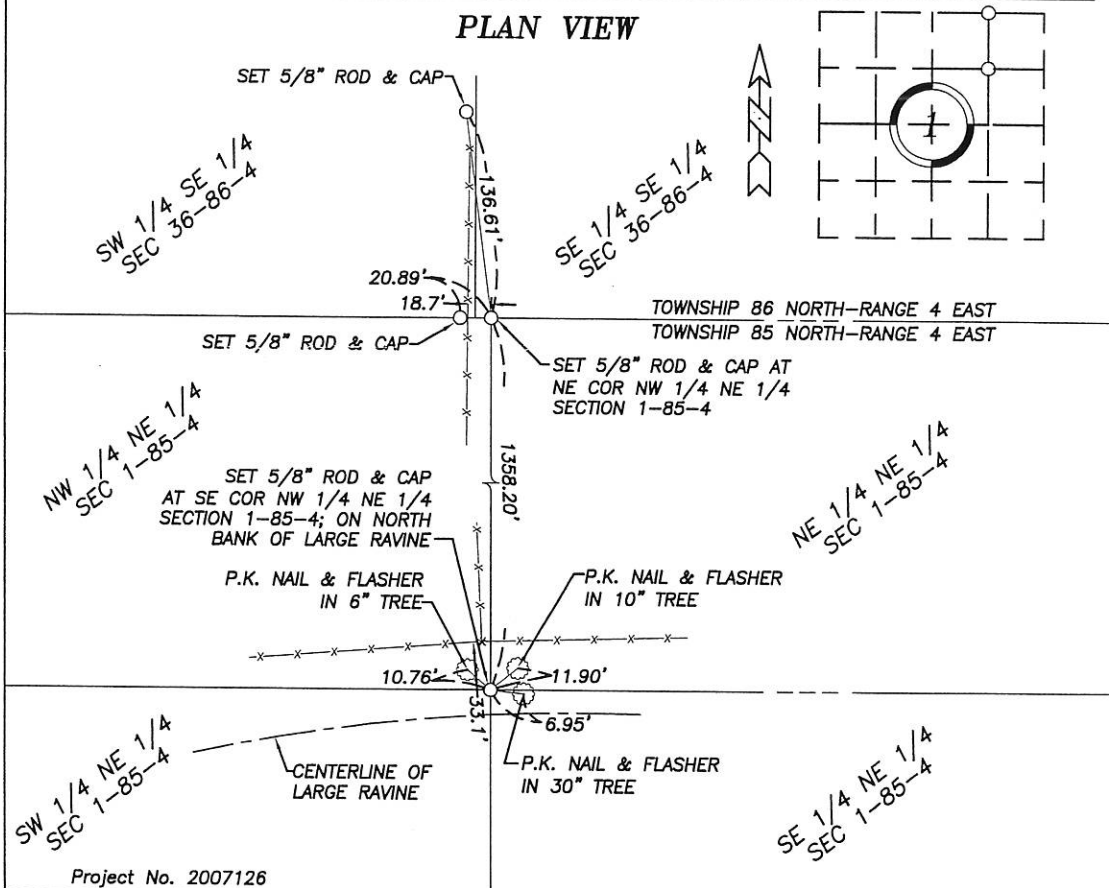 PLAN VIEW
SET 5/8" ROD & CAP
1
N
SW 1/4 SE 1/4
SEC 36-86-4
136.61'
SE 1/4 SE 1/4
SEC 36-86-4
20.89'
18.7'
TOWNSHIP 86 NORTH-RANGE 4 EAST
TOWNSHIP 85 NORTH-RANGE 4 EAST
SET 5/8" ROD & CAP
SET 5/8" ROD & CAP AT
NE COR NW 1/4 NE 1/4
SECTION 1-85-4
NW 1/4 NE 1/4
SEC 1-85-4
1358.20'
SET 5/8" ROD & CAP
AT SE COR NW 1/4 NE 1/4
SECTION 1-85-4; ON NORTH
BANK OF LARGE RAVINE
NE 1/4 NE 1/4
SEC 1-85-4
P.K. NAIL & FLASHER
IN 6" TREE
P.K. NAIL & FLASHER
IN 10" TREE
10.76'
11.90'
33.1'
6.95'
P.K. NAIL & FLASHER
IN 30" TREE
CENTERLINE OF
LARGE RAVINE
SW 1/4 NE 1/4
SEC 1-85-4
SE 1/4 NE 1/4
SEC 1-85-4
Project No. 2007126